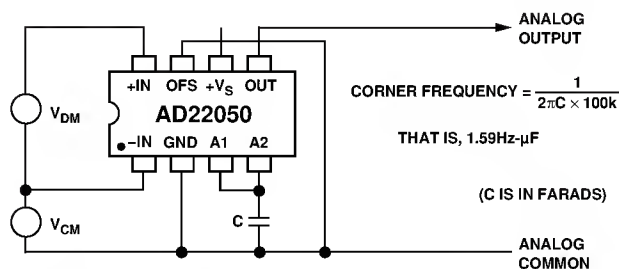 ANALOG
OUTPUT
+IN OFS +VS OUT
AD22050
−IN GND A1 A2
VDM
VCM
C
CORNER FREQUENCY = 1 / 2πC × 100k
THAT IS, 1.59Hz-µF
(C IS IN FARADS)
ANALOG
COMMON